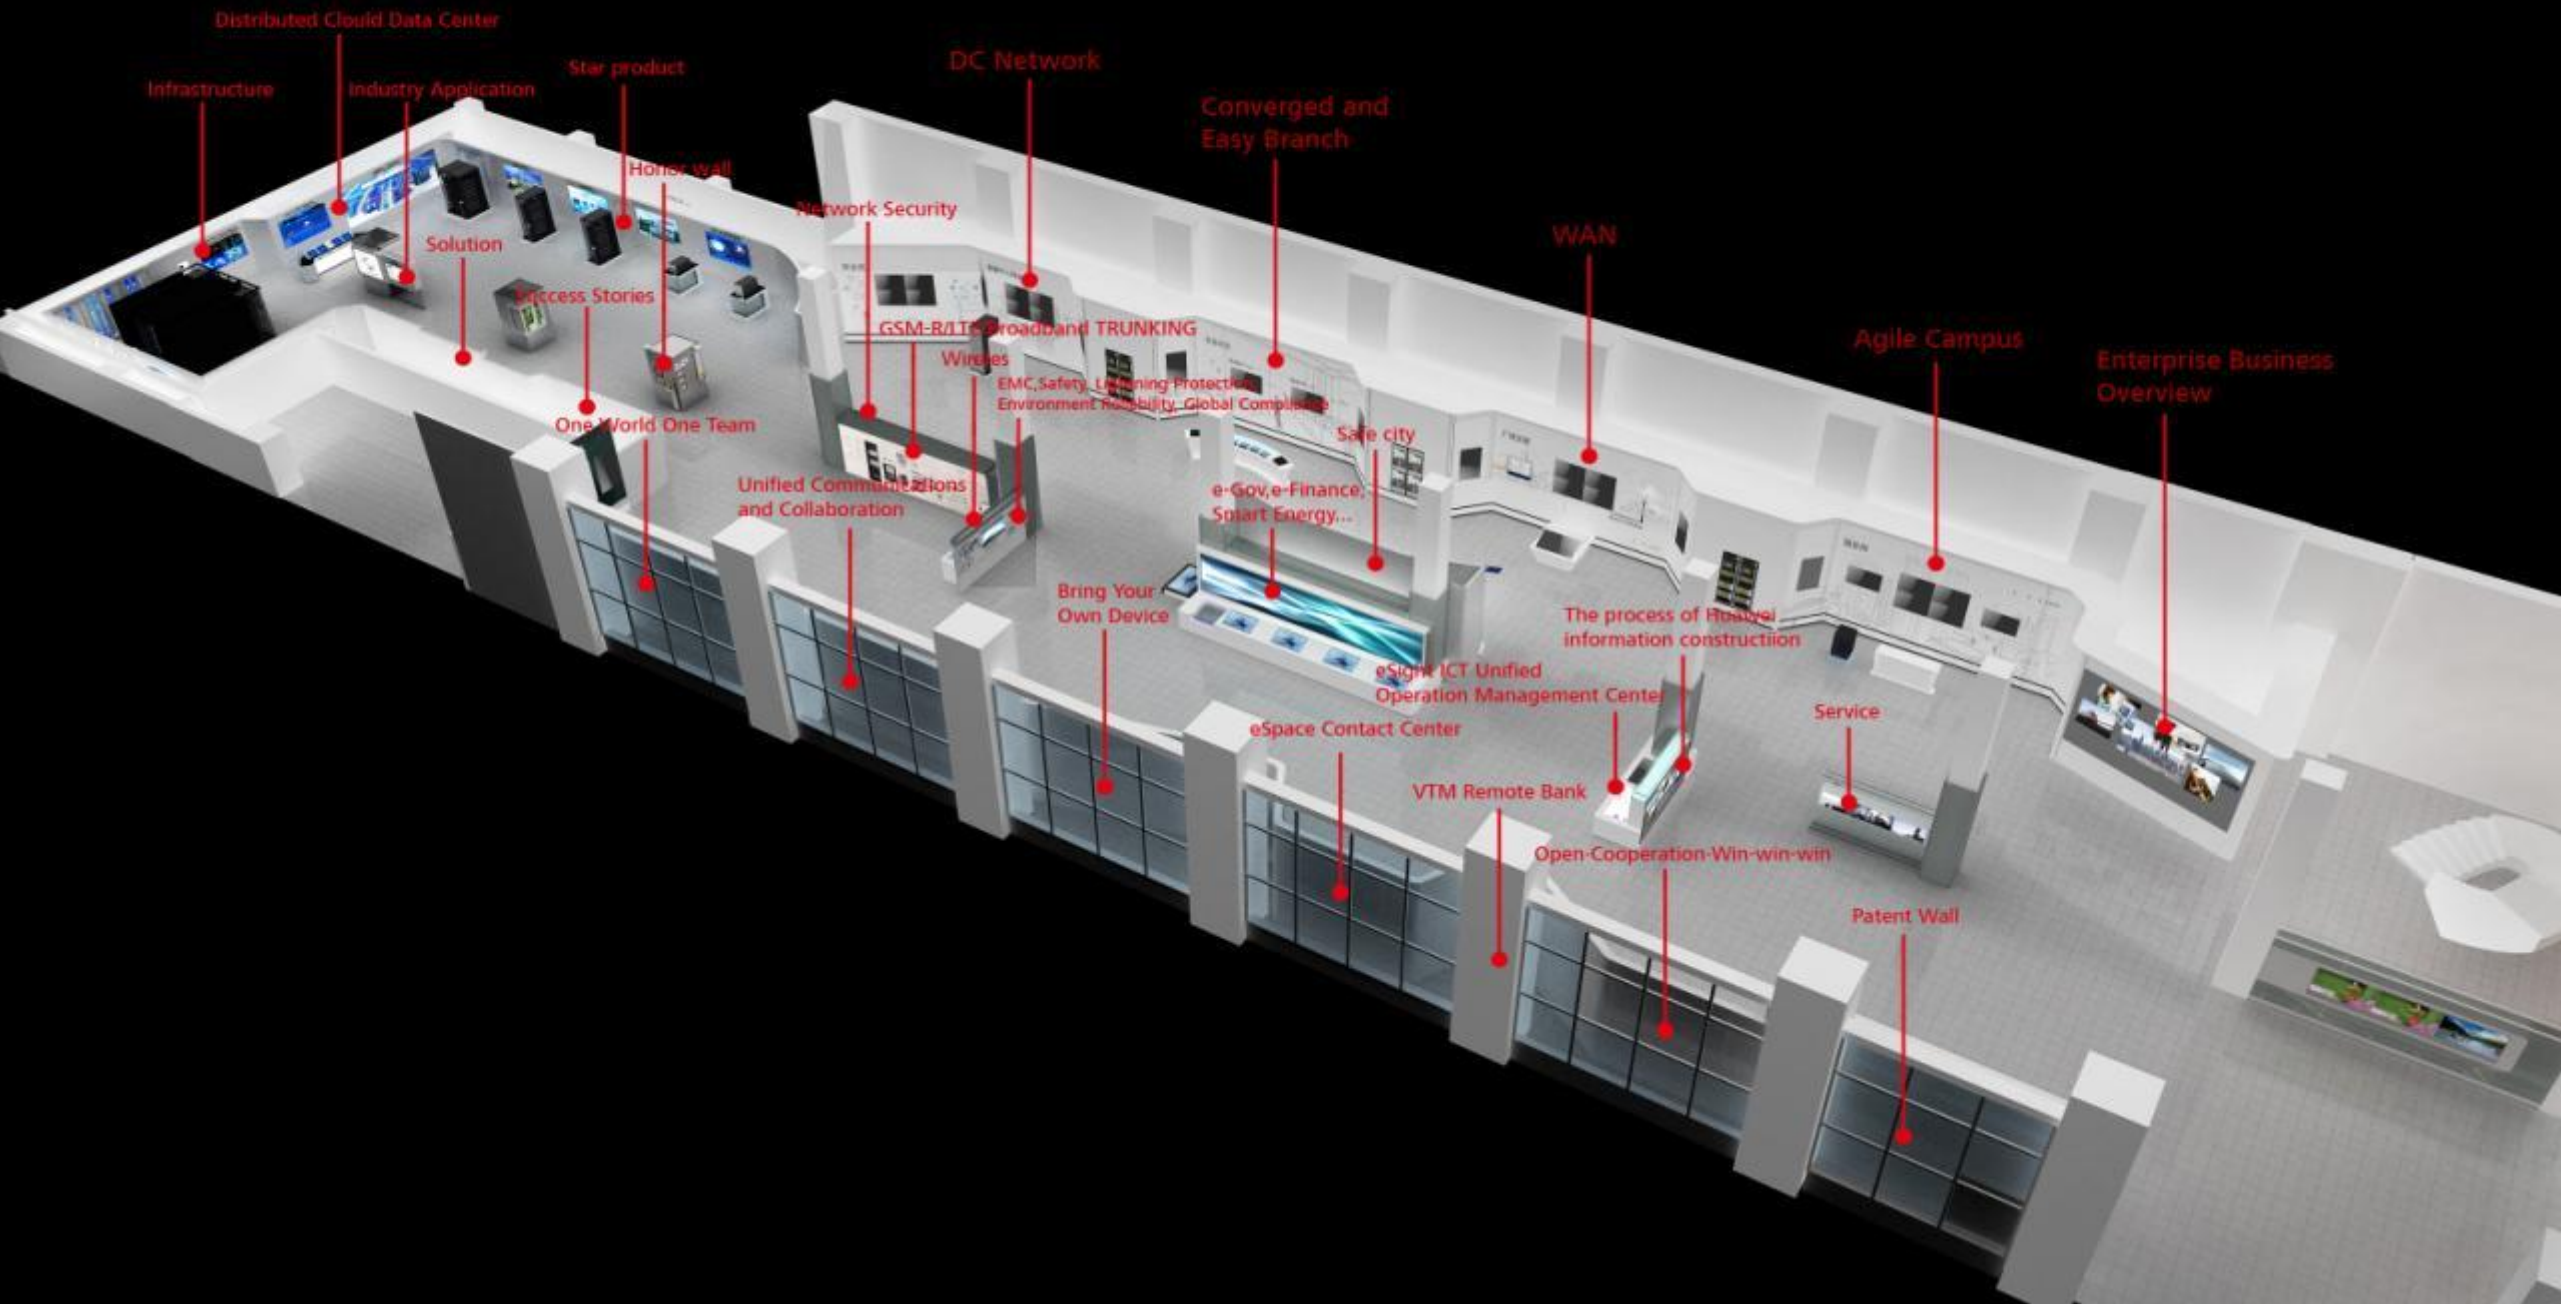 Distributed Clould Data Center
Infrastructure
Industry Application
Star product
DC Network
Converged and
Easy Branch
Honor wall
Network Security
Solution
WAN
Success Stories
GSM-R/LTE Broadband TRUNKING
Agile Campus
Enterprise Business
Overview
EMC,Safety, Lightening Protection,
Environment Reliability, Global Compliance
One World One Team
Safe city
Unified Communications
and Collaboration
e-Gov,e-Finance,
Smart Energy...
Bring Your
Own Device
The process of Huawei
information constructiion
eSight ICT Unified
Operation Management Center
Service
eSpace Contact Center
VTM Remote Bank
Open-Cooperation-Win-win-win
Patent Wall